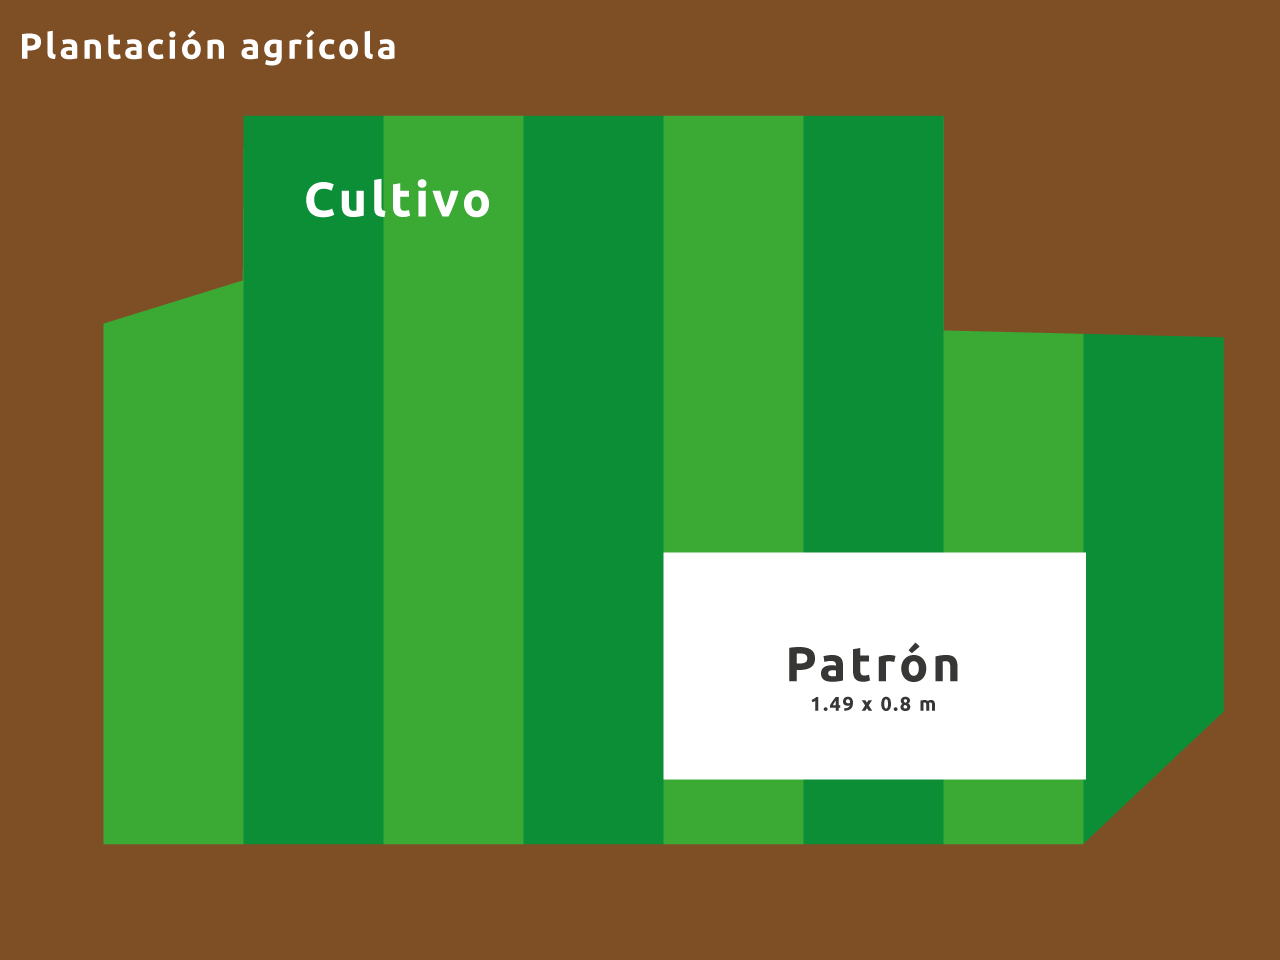 Plantación agrícola
Cultivo
Patrón
1.49 x 0.8 m